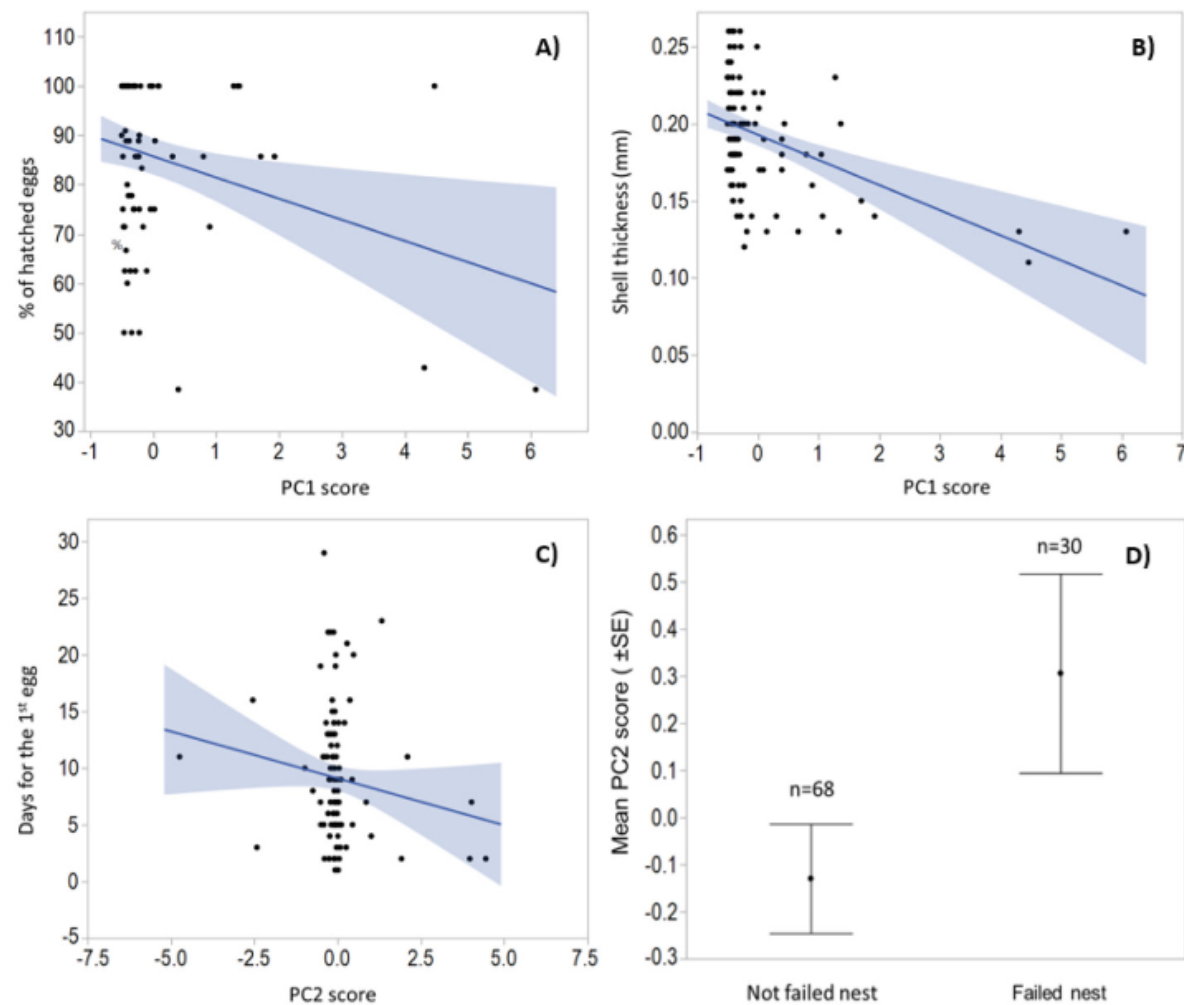 A)
% of hatched eggs
110
100
90
80
70
60
50
40
30
%
-1 0 1 2 3 4 5 6
PC1 score
B)
Shell thickness (mm)
0.25
0.20
0.15
0.10
0.05
0.00
-1 0 1 2 3 4 5 6 7
PC1 score
C)
Days for the 1st egg
30
25
20
15
10
5
0
-5
-7.5 -5.0 -2.5 0.0 2.5 5.0 7.5
PC2 score
D)
Mean PC2 score ( ±SE)
0.6
0.5
0.4
0.3
0.2
0.1
0.0
-0.1
-0.2
-0.3
n=68
n=30
Not failed nest Failed nest